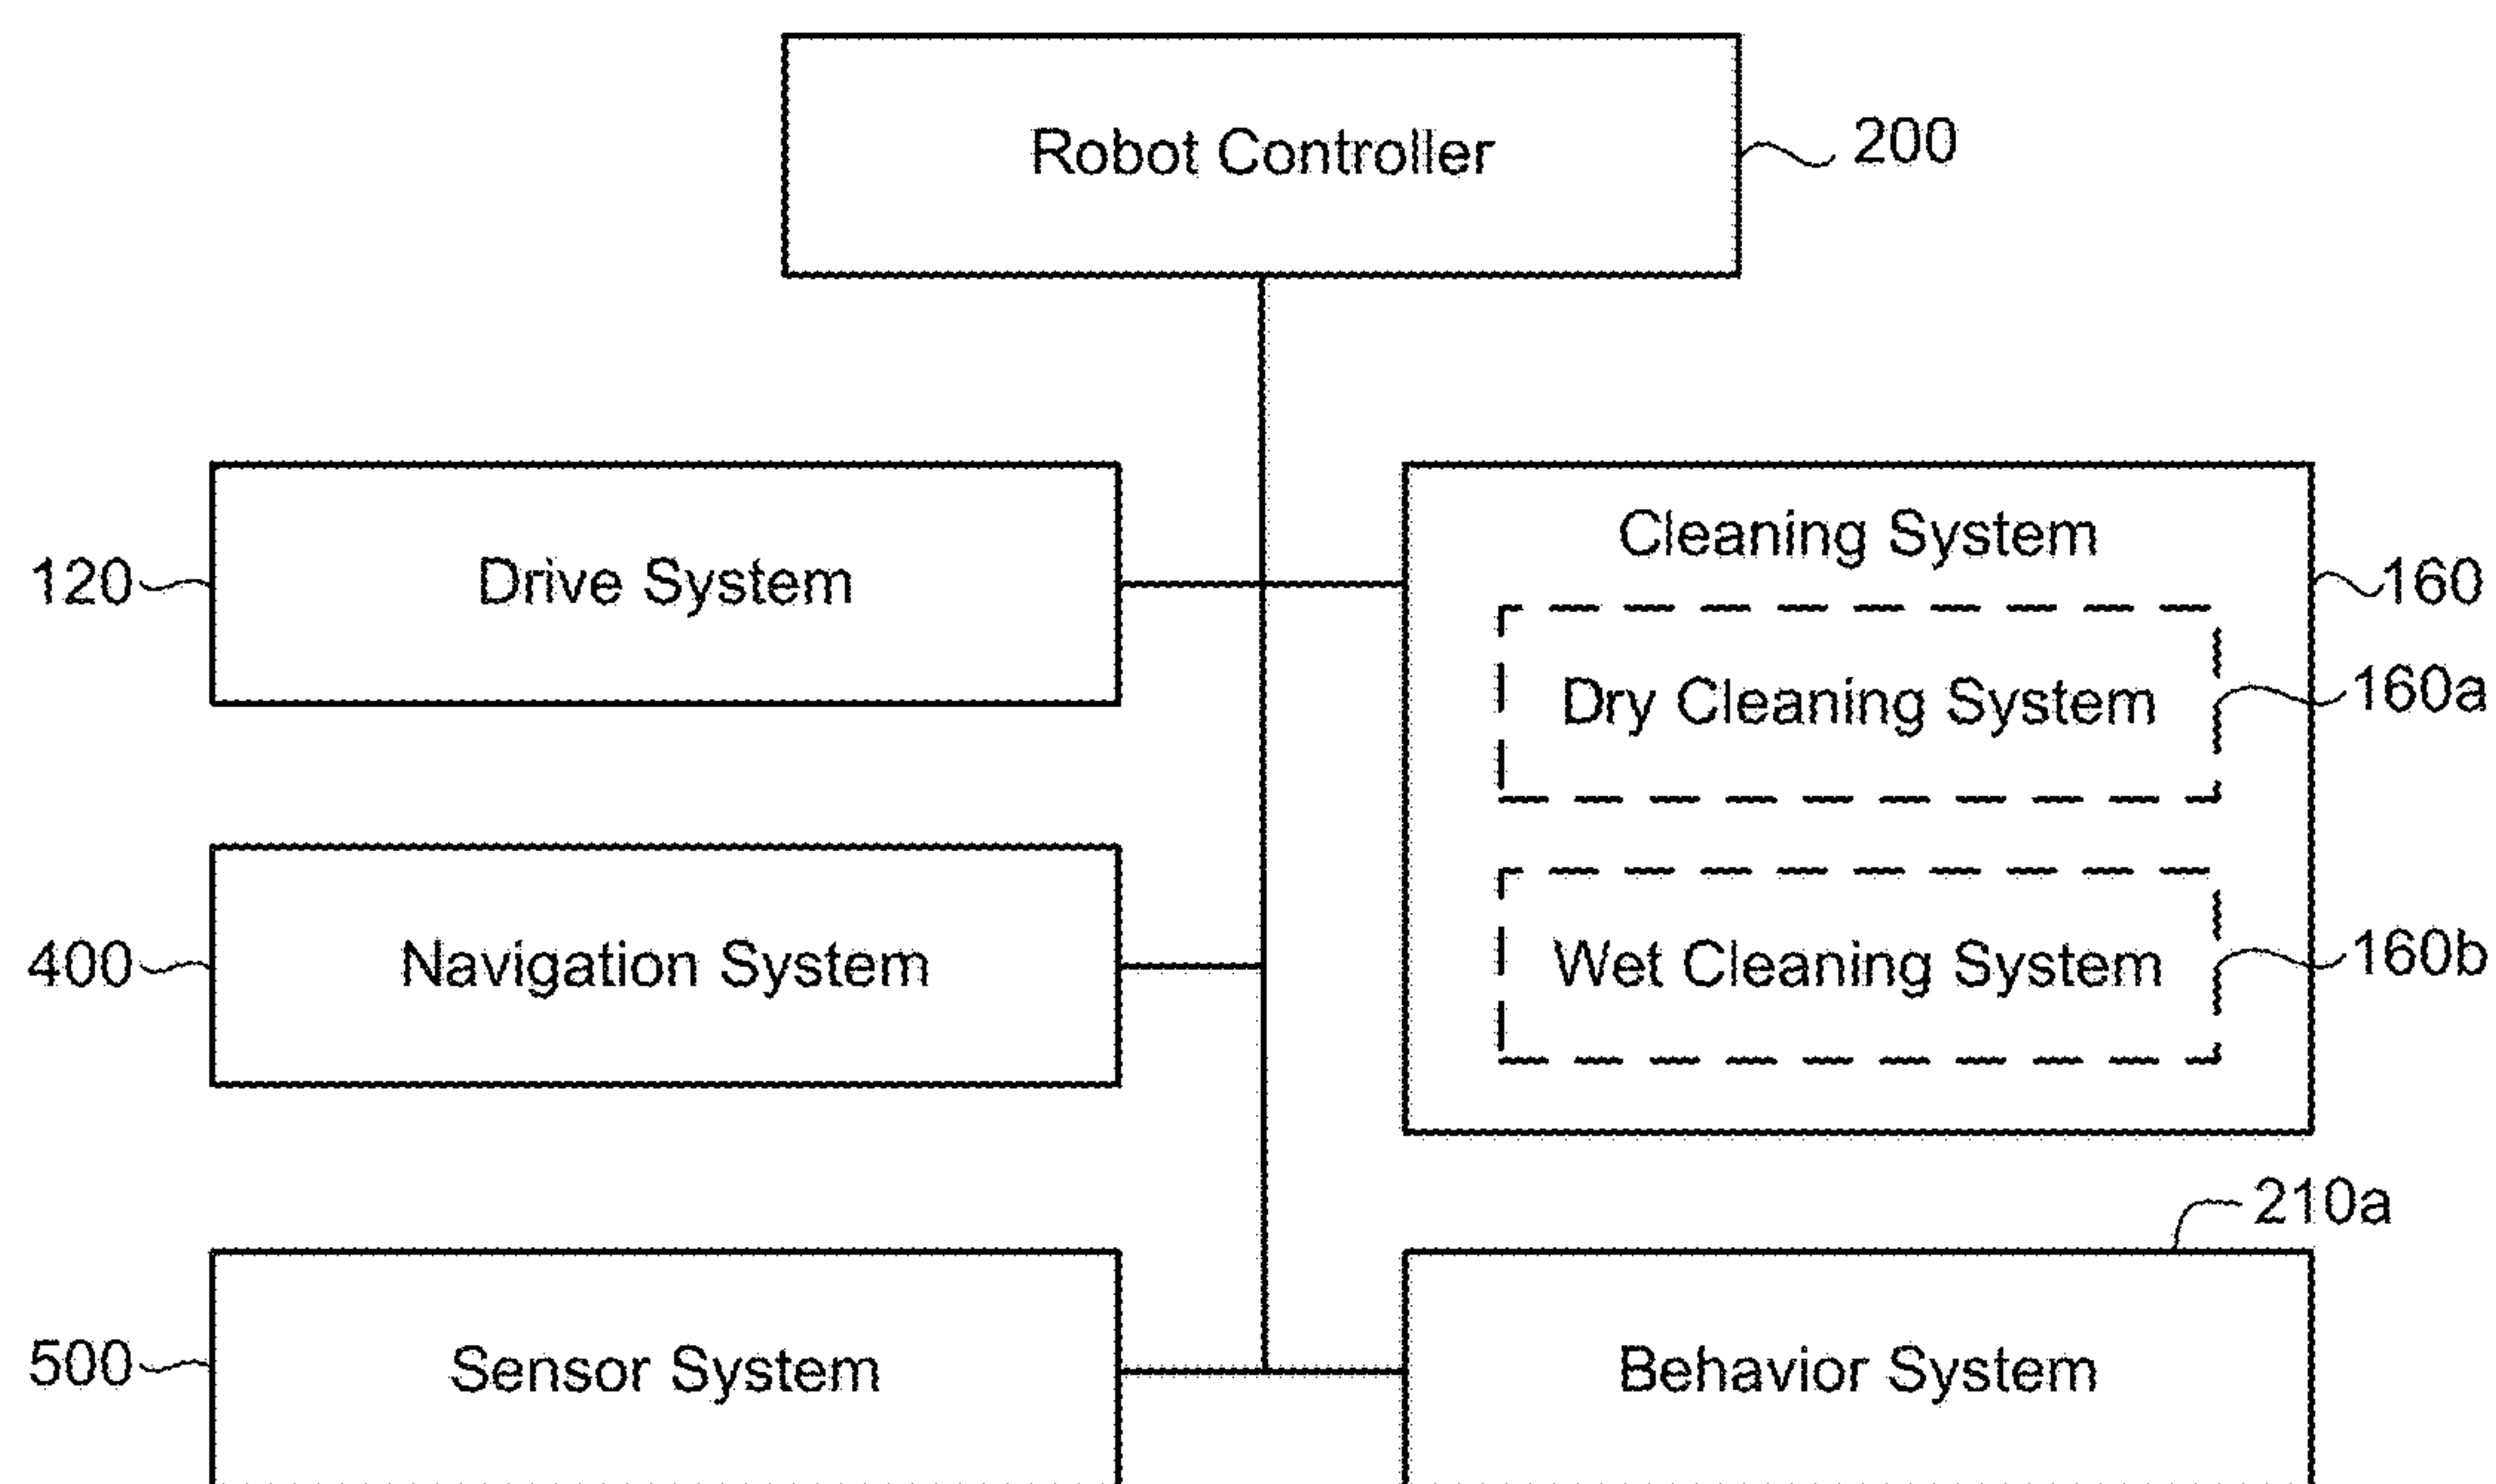 Robot Controller
200
Cleaning System
120
Drive System
160
Dry Cleaning System
160a
400
Navigation System
Wet Cleaning System
160b
210a
500
Sensor System
Behavior System